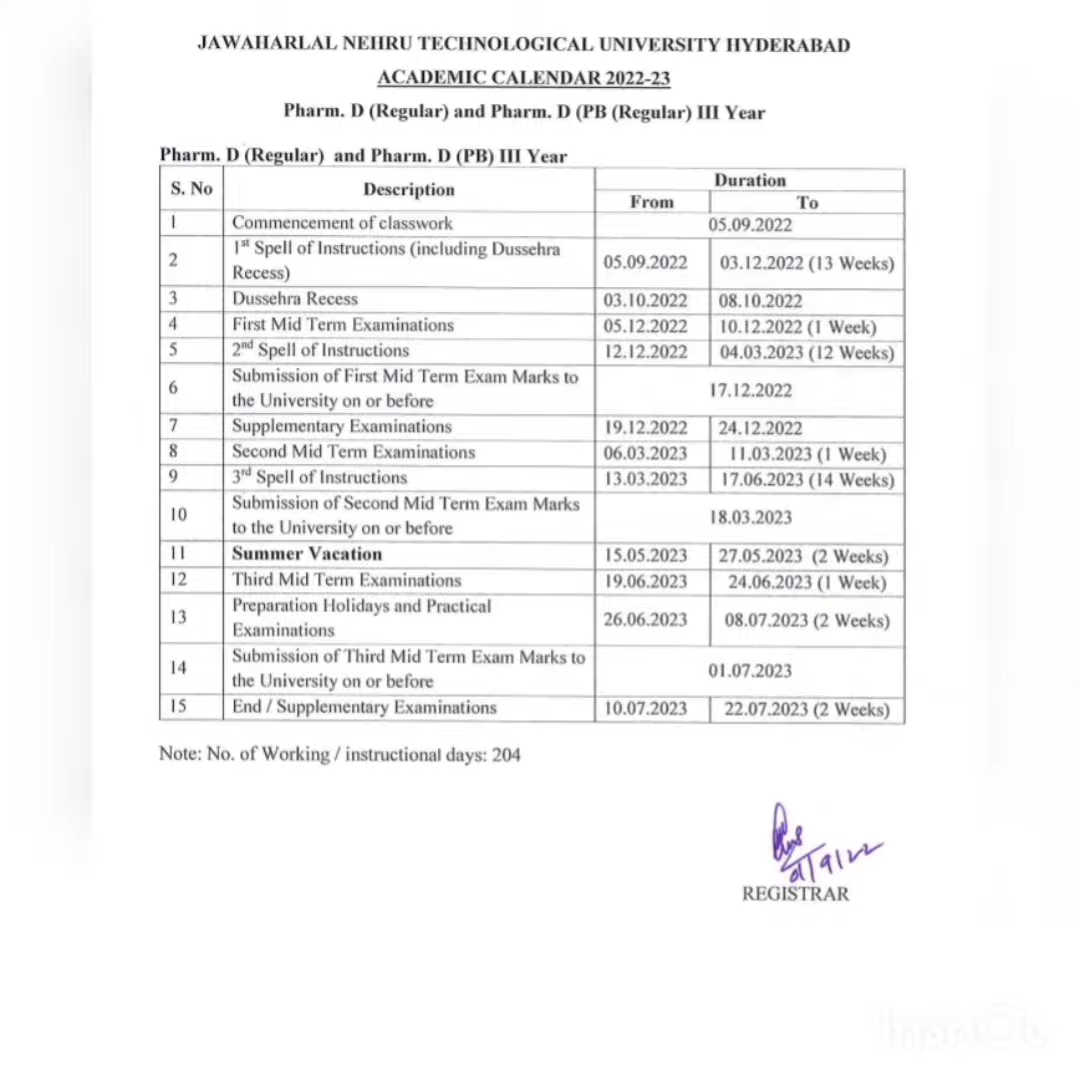 JAWAHARLAL NEHRU TECHNOLOGICAL UNIVERSITY HYDERABAD
ACADEMIC CALENDAR 2022-23
Pharm. D (Regular) and Pharm. D (PB (Regular) III Year
Pharm. D (Regular) and Pharm. D (PB) III Year
S. No Description Duration
From To
1 Commencement of classwork 05.09.2022
2 1st Spell of Instructions (including Dussehra
Recess) 05.09.2022 03.12.2022 (13 Weeks)
3 Dussehra Recess 03.10.2022 08.10.2022
4 First Mid Term Examinations 05.12.2022 10.12.2022 (1 Week)
5 2nd Spell of Instructions 12.12.2022 04.03.2023 (12 Weeks)
6 Submission of First Mid Term Exam Marks to
the University on or before 17.12.2022
7 Supplementary Examinations 19.12.2022 24.12.2022
8 Second Mid Term Examinations 06.03.2023 11.03.2023 (1 Week)
9 3rd Spell of Instructions 13.03.2023 17.06.2023 (14 Weeks)
10 Submission of Second Mid Term Exam Marks
to the University on or before 18.03.2023
11 Summer Vacation 15.05.2023 27.05.2023 (2 Weeks)
12 Third Mid Term Examinations 19.06.2023 24.06.2023 (1 Week)
13 Preparation Holidays and Practical
Examinations 26.06.2023 08.07.2023 (2 Weeks)
14 Submission of Third Mid Term Exam Marks to
the University on or before 01.07.2023
15 End / Supplementary Examinations 10.07.2023 22.07.2023 (2 Weeks)
Note: No. of Working / instructional days: 204
REGISTRAR